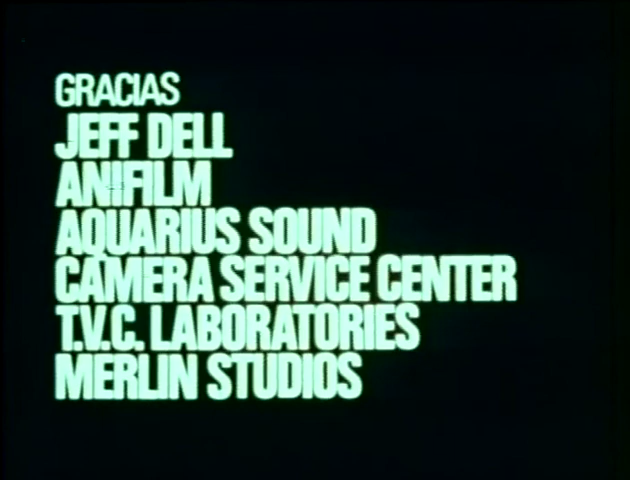 GRACIAS
JEFF DELL
ANIFILM
AQUARIUS SOUND
CAMERA SERVICE CENTER
T.V.C. LABORATORIES
MERLIN STUDIOS